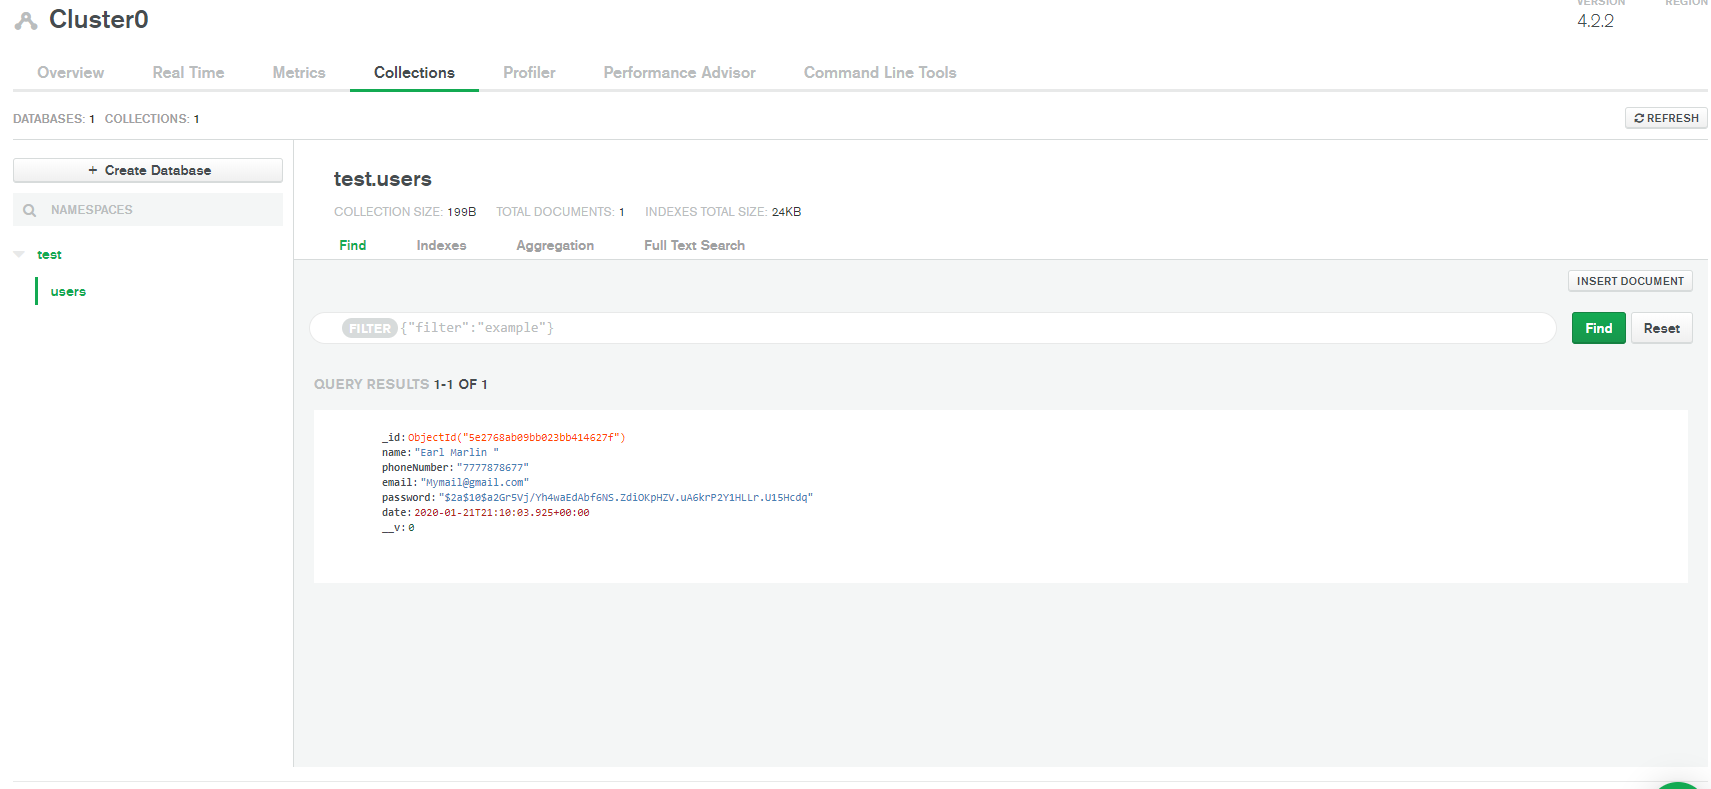 Cluster0
VERSION REGION
4.2.2
Overview Real Time Metrics Collections Profiler Performance Advisor Command Line Tools
DATABASES: 1 COLLECTIONS: 1
REFRESH
+ Create Database
NAMESPACES
test
users
test.users
COLLECTION SIZE: 199B TOTAL DOCUMENTS: 1 INDEXES TOTAL SIZE: 24KB
Find Indexes Aggregation Full Text Search
INSERT DOCUMENT
FILTER {"filter":"example"}
Find Reset
QUERY RESULTS 1-1 OF 1
_id: ObjectId("5e2768ab09bb023bb414627f")
name: "Earl Marlin "
phoneNumber: "7777878677"
email: "Mymail@gmail.com"
password: "$2a$10$a2Gr5Vj/Yh4waEdAbf6NS.ZdiOKpHZV.uA6krP2Y1HLLr.U15Hcdq"
date: 2020-01-21T21:10:03.925+00:00
__v: 0